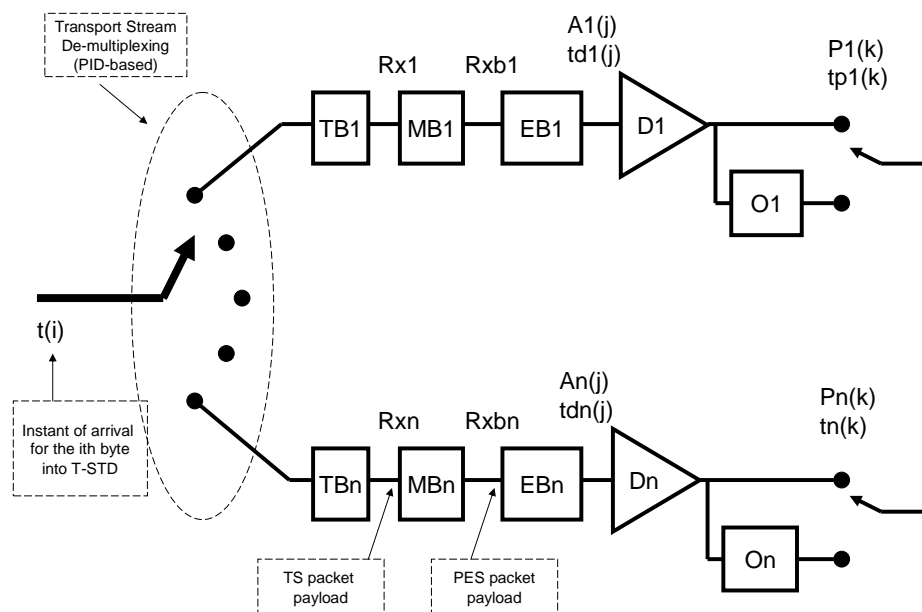 Transport Stream
De-multiplexing
(PID-based)
A1(j)
td1(j)
P1(k)
tp1(k)
Rx1
Rxb1
TB1
MB1
EB1
D1
O1
t(i)
Instant of arrival
for the ith byte
into T-STD
An(j)
tdn(j)
Pn(k)
tn(k)
Rxn
Rxbn
TBn
MBn
EBn
Dn
On
TS packet
payload
PES packet
payload